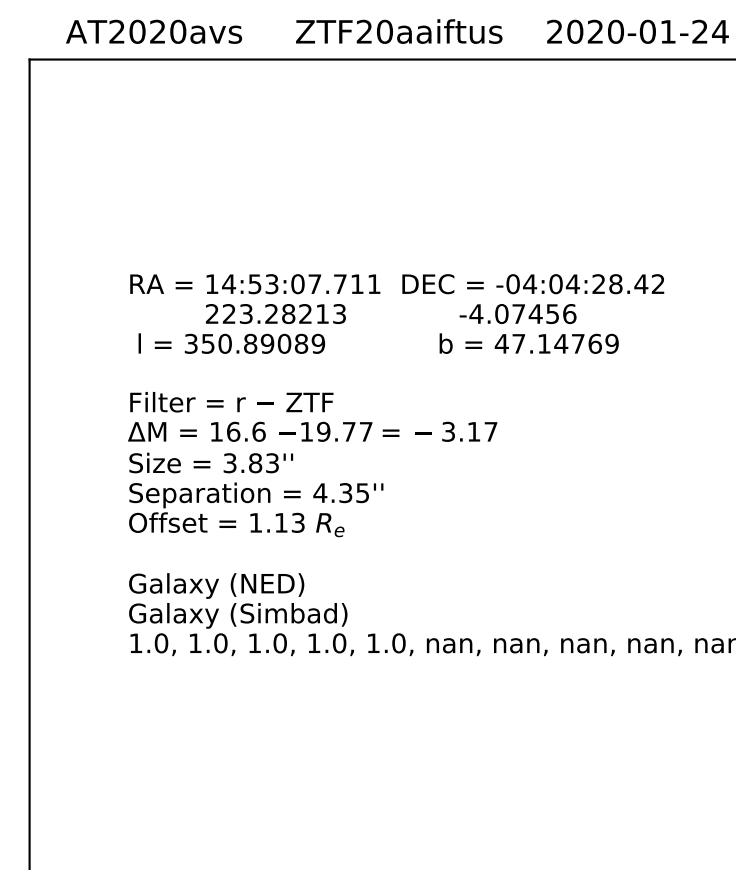 AT2020avs ZTF20aaiftus 2020-01-24
RA = 14:53:07.711 DEC = -04:04:28.42
223.28213 -4.07456
l = 350.89089 b = 47.14769
Filter = r − ZTF
ΔM = 16.6 −19.77 = − 3.17
Size = 3.83''
Separation = 4.35''
Offset = 1.13 Rₑ
Galaxy (NED)
Galaxy (Simbad)
1.0, 1.0, 1.0, 1.0, 1.0, nan, nan, nan, nan,